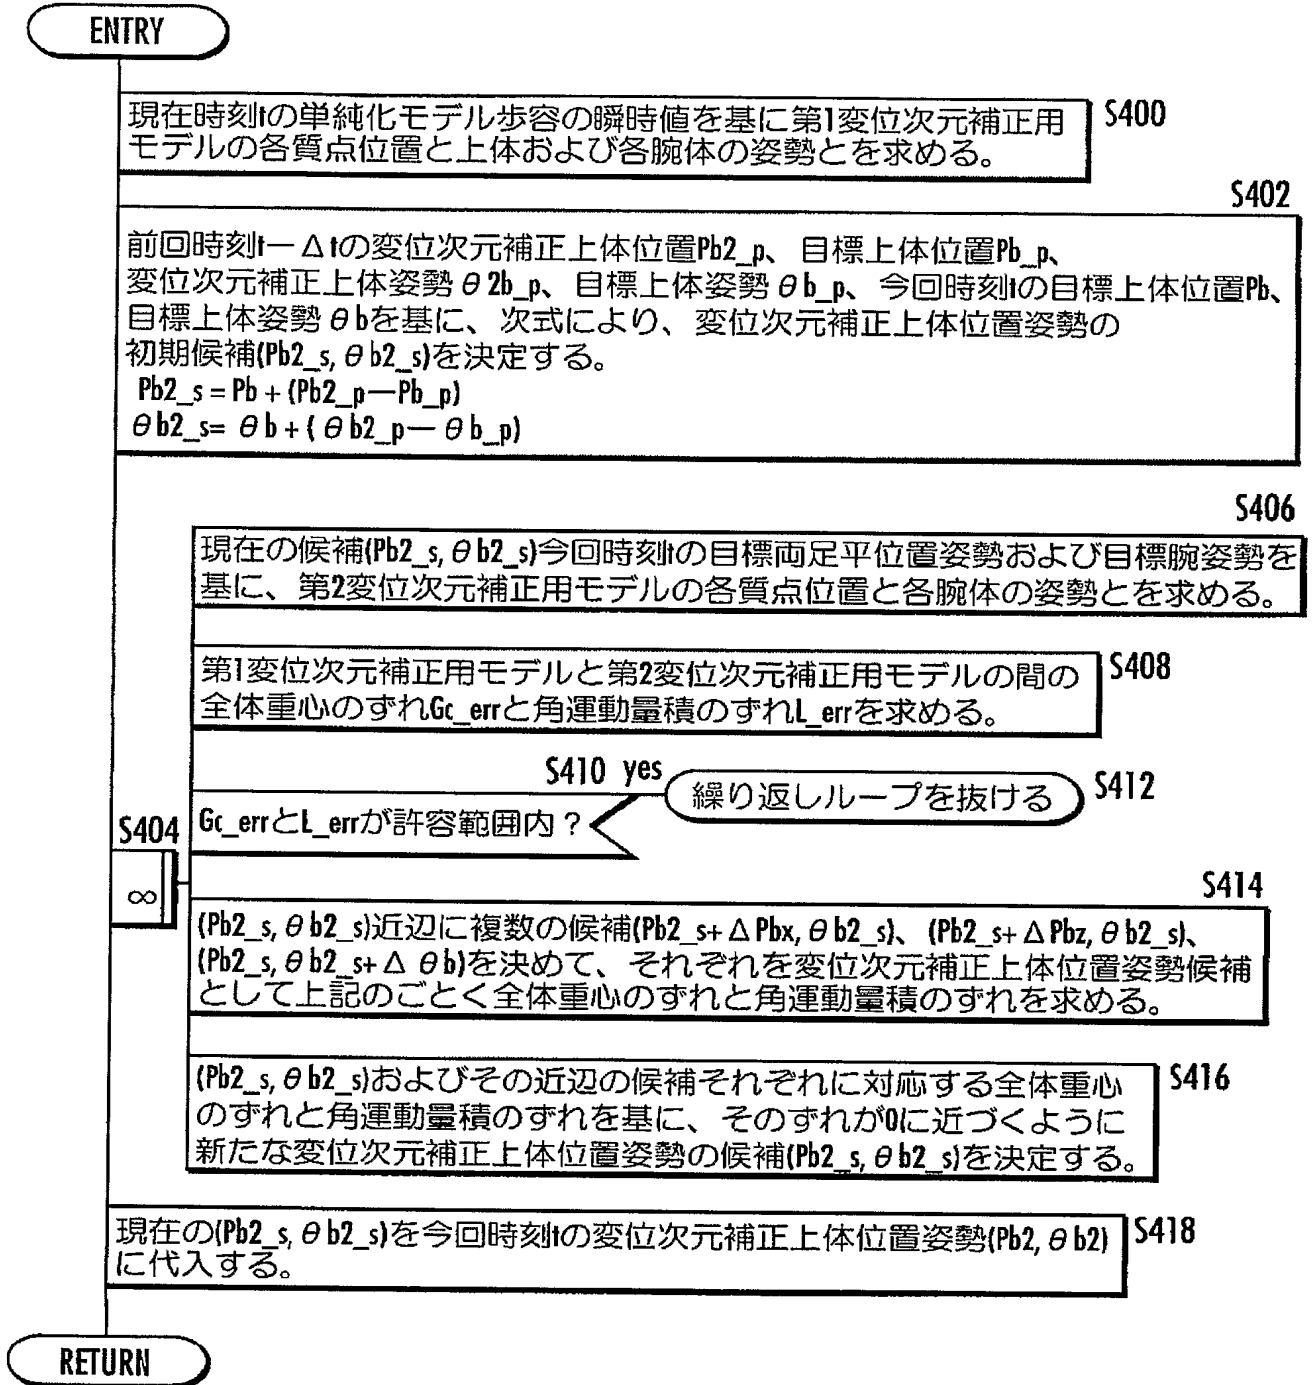 ENTRY
現在時刻tの単純化モデル歩容の瞬時値を基に第1変位次元補正用
モデルの各質点位置と上体および各腕体の姿勢とを求める。
S400
S402
前回時刻t－Δtの変位次元補正上体位置Pb2_p、目標上体位置Pb_p、
変位次元補正上体姿勢θ2b_p、目標上体姿勢θb_p、今回時刻tの目標上体位置Pb、
目標上体姿勢θbを基に、次式により、変位次元補正上体位置姿勢の
初期候補(Pb2_s, θb2_s)を決定する。
Pb2_s = Pb + (Pb2_p－Pb_p)
θb2_s= θb + ( θb2_p－ θb_p)
S406
現在の候補(Pb2_s, θb2_s)今回時刻tの目標両足平位置姿勢および目標腕姿勢を
基に、第2変位次元補正用モデルの各質点位置と各腕体の姿勢とを求める。
第1変位次元補正用モデルと第2変位次元補正用モデルの間の
全体重心のずれGc_errと角運動量積のずれL_errを求める。
S408
S410 yes
繰り返しループを抜ける
S412
Gc_errとL_errが許容範囲内？
S404
∞
S414
(Pb2_s, θb2_s)近辺に複数の候補(Pb2_s+ΔPbx, θb2_s)、(Pb2_s+ΔPbz, θb2_s)、
(Pb2_s, θb2_s+Δθb)を決めて、それぞれを変位次元補正上体位置姿勢候補
として上記のごとく全体重心のずれと角運動量積のずれを求める。
(Pb2_s, θb2_s)およびその近辺の候補それぞれに対応する全体重心
のずれと角運動量積のずれを基に、そのずれが0に近づくように
新たな変位次元補正上体位置姿勢の候補(Pb2_s, θb2_s)を決定する。
S416
現在の(Pb2_s, θb2_s)を今回時刻tの変位次元補正上体位置姿勢(Pb2, θb2)
に代入する。
S418
RETURN